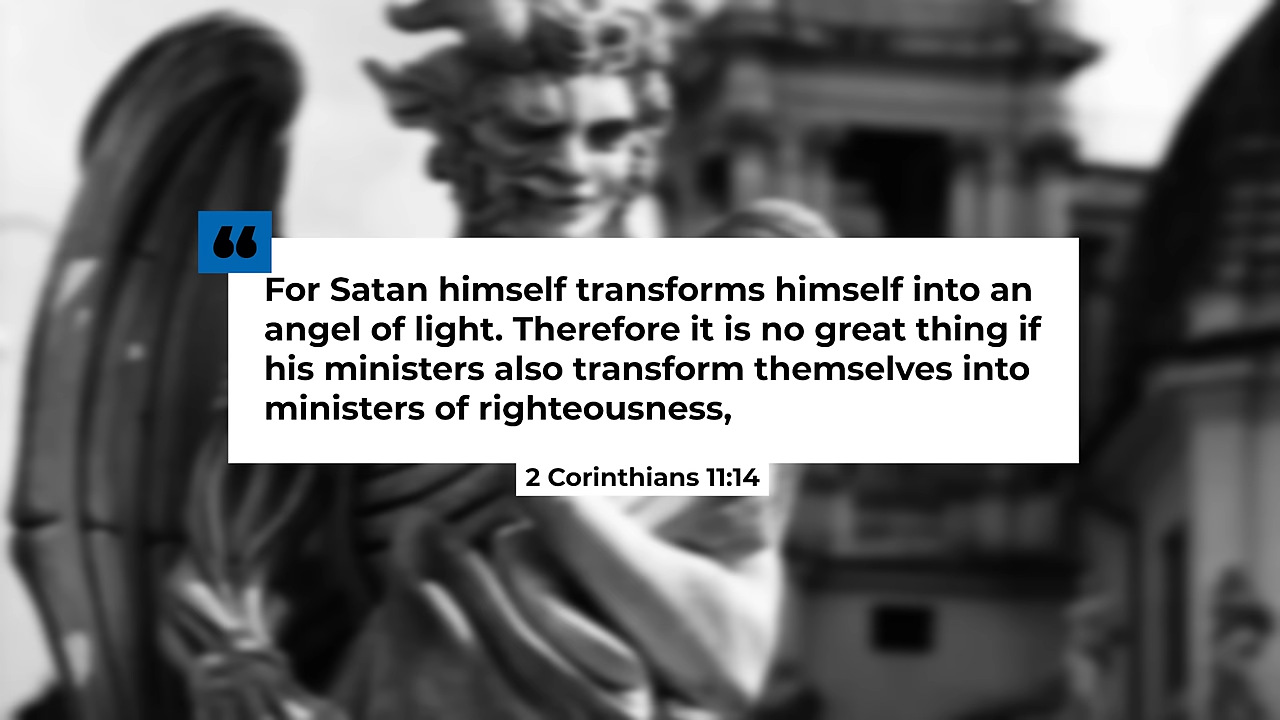 “
For Satan himself transforms himself into an
angel of light. Therefore it is no great thing if
his ministers also transform themselves into
ministers of righteousness,
2 Corinthians 11:14